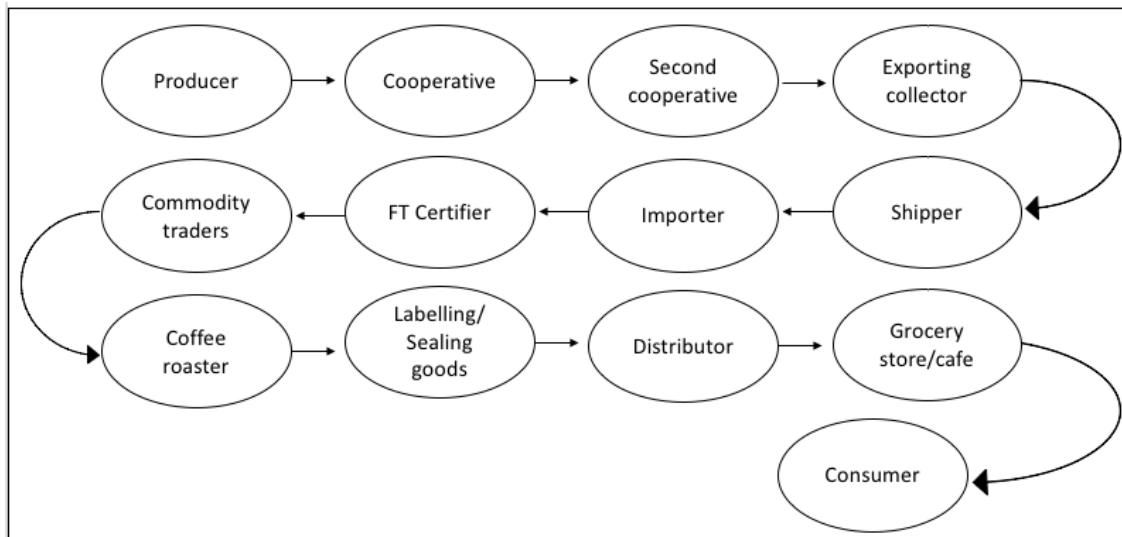 Producer
Cooperative
Second
cooperative
Exporting
collector
Commodity
traders
FT Certifier
Importer
Shipper
Coffee
roaster
Labelling/
Sealing
goods
Distributor
Grocery
store/cafe
Consumer